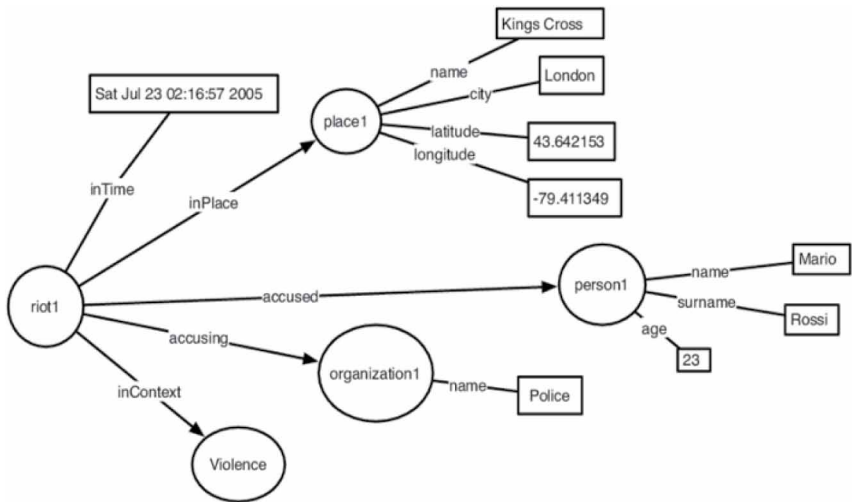 Kings Cross
name
London
Sat Jul 23 02:16:57 2005
city
place1
latitude
43.642153
longitude
inTime
-79.411349
inPlace
Mario
name
person1
accused
surname
riot1
Rossi
age
accusing
23
organization1
name
Police
inContext
Violence